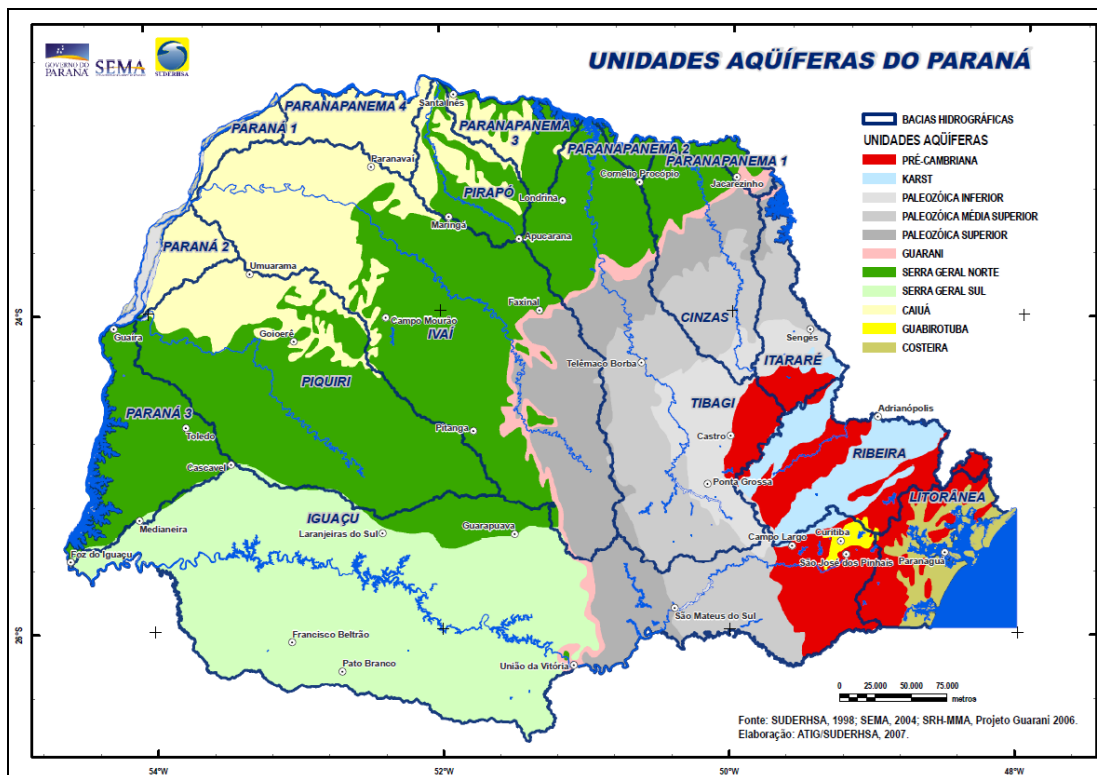 GOVERNO DO
PARANÁ
SEMA
SUDERHSA
UNIDADES AQÜÍFERAS DO PARANÁ
BACIAS HIDROGRÁFICAS
UNIDADES AQÜÍFERAS
PRÉ-CAMBRIANA
KARST
PALEOZÓICA INFERIOR
PALEOZÓICA MÉDIA SUPERIOR
PALEOZÓICA SUPERIOR
GUARANI
SERRA GERAL NORTE
SERRA GERAL SUL
CAIUÁ
GUABIROTUBA
COSTEIRA
PARANAPANEMA 4
Santa Inês
PARANÁ 1
PARANAPANEMA
3
PARANAPANEMA 2
PARANAPANEMA 1
Paranavaí
Cornélio Procópio
Jacarezinho
PIRAPÓ
Londrina
Maringá
Apucarana
PARANÁ 2
Umuarama
24°S
24°S
Faxinal
Campo Mourão
IVAÍ
CINZAS
Guaíra
Goioerê
Sengés
Telêmaco Borba
ITARARÉ
PIQUIRI
TIBAGI
PARANÁ 3
Adrianópolis
Toledo
Pitanga
Castro
RIBEIRA
Cascavel
Ponta Grossa
LITORÂNEA
IGUAÇU
Medianeira
Guarapuava
Laranjeiras do Sul
Curitiba
Campo Largo
Foz do Iguaçu
São José dos Pinhais
Paranaguá
São Mateus do Sul
26°S
26°S
Francisco Beltrão
União da Vitória
Pato Branco
0 25.000 50.000 75.000
metros
Fonte: SUDERHSA, 1998; SEMA, 2004; SRH-MMA, Projeto Guarani 2006.
Elaboração: ATIG/SUDERHSA, 2007.
54°W
52°W
50°W
48°W